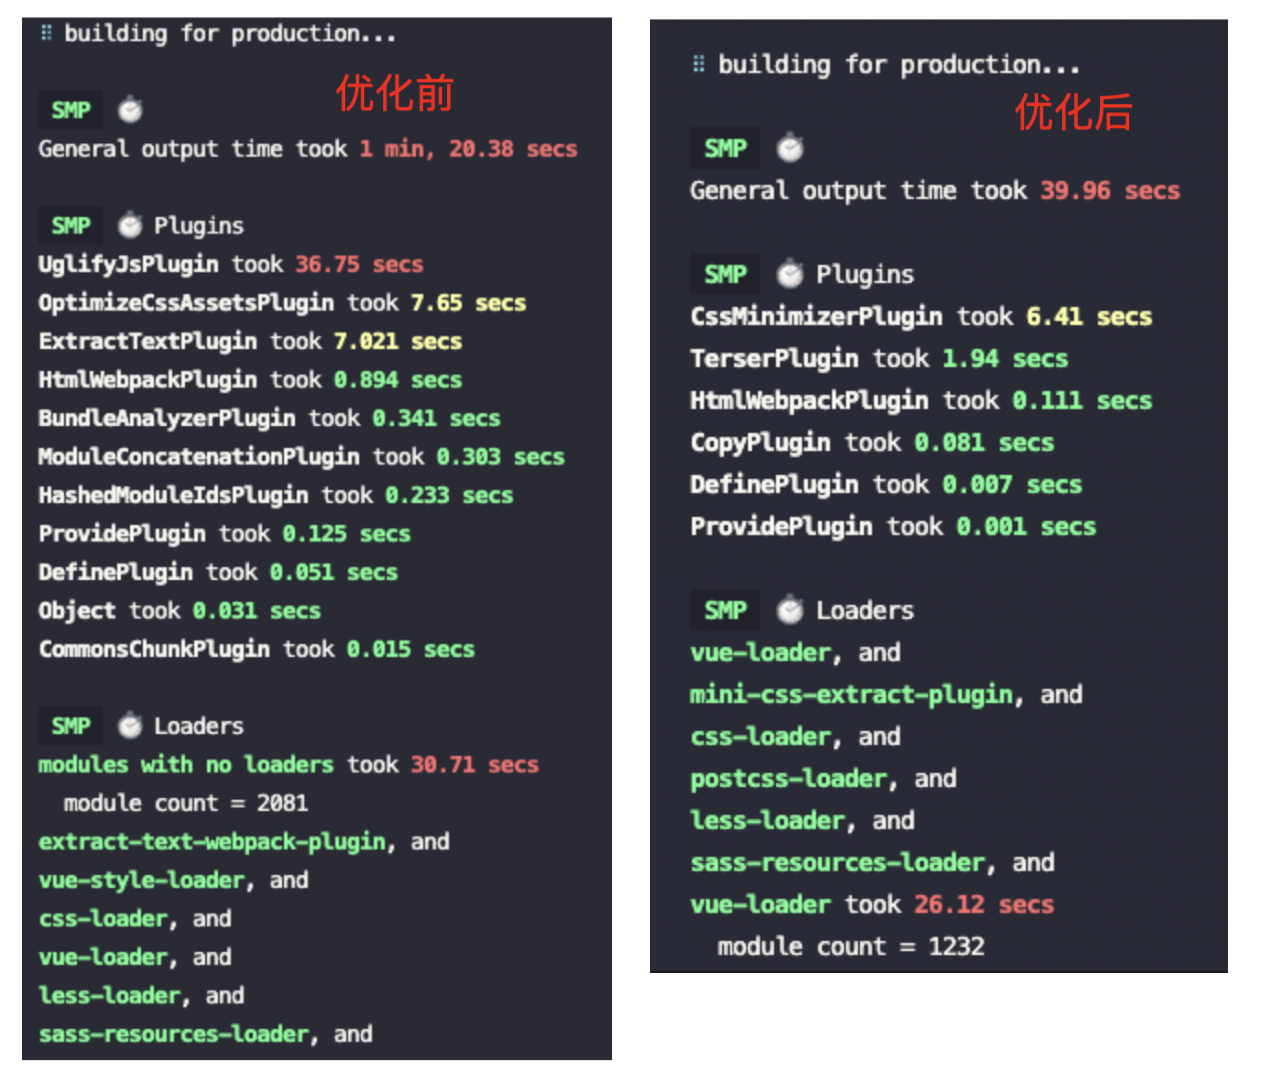 building for production...
优化前
SMP
General output time took 1 min, 20.38 secs
SMP Plugins
UglifyJsPlugin took 36.75 secs
OptimizeCssAssetsPlugin took 7.65 secs
ExtractTextPlugin took 7.021 secs
HtmlWebpackPlugin took 0.894 secs
BundleAnalyzerPlugin took 0.341 secs
ModuleConcatenationPlugin took 0.303 secs
HashedModuleIdsPlugin took 0.233 secs
ProvidePlugin took 0.125 secs
DefinePlugin took 0.051 secs
Object took 0.031 secs
CommonsChunkPlugin took 0.015 secs
SMP Loaders
modules with no loaders took 30.71 secs
module count = 2081
extract-text-webpack-plugin, and
vue-style-loader, and
css-loader, and
vue-loader, and
less-loader, and
sass-resources-loader, and
building for production...
优化后
SMP
General output time took 39.96 secs
SMP Plugins
CssMinimizerPlugin took 6.41 secs
TerserPlugin took 1.94 secs
HtmlWebpackPlugin took 0.111 secs
CopyPlugin took 0.081 secs
DefinePlugin took 0.007 secs
ProvidePlugin took 0.001 secs
SMP Loaders
vue-loader, and
mini-css-extract-plugin, and
css-loader, and
postcss-loader, and
less-loader, and
sass-resources-loader, and
vue-loader took 26.12 secs
module count = 1232